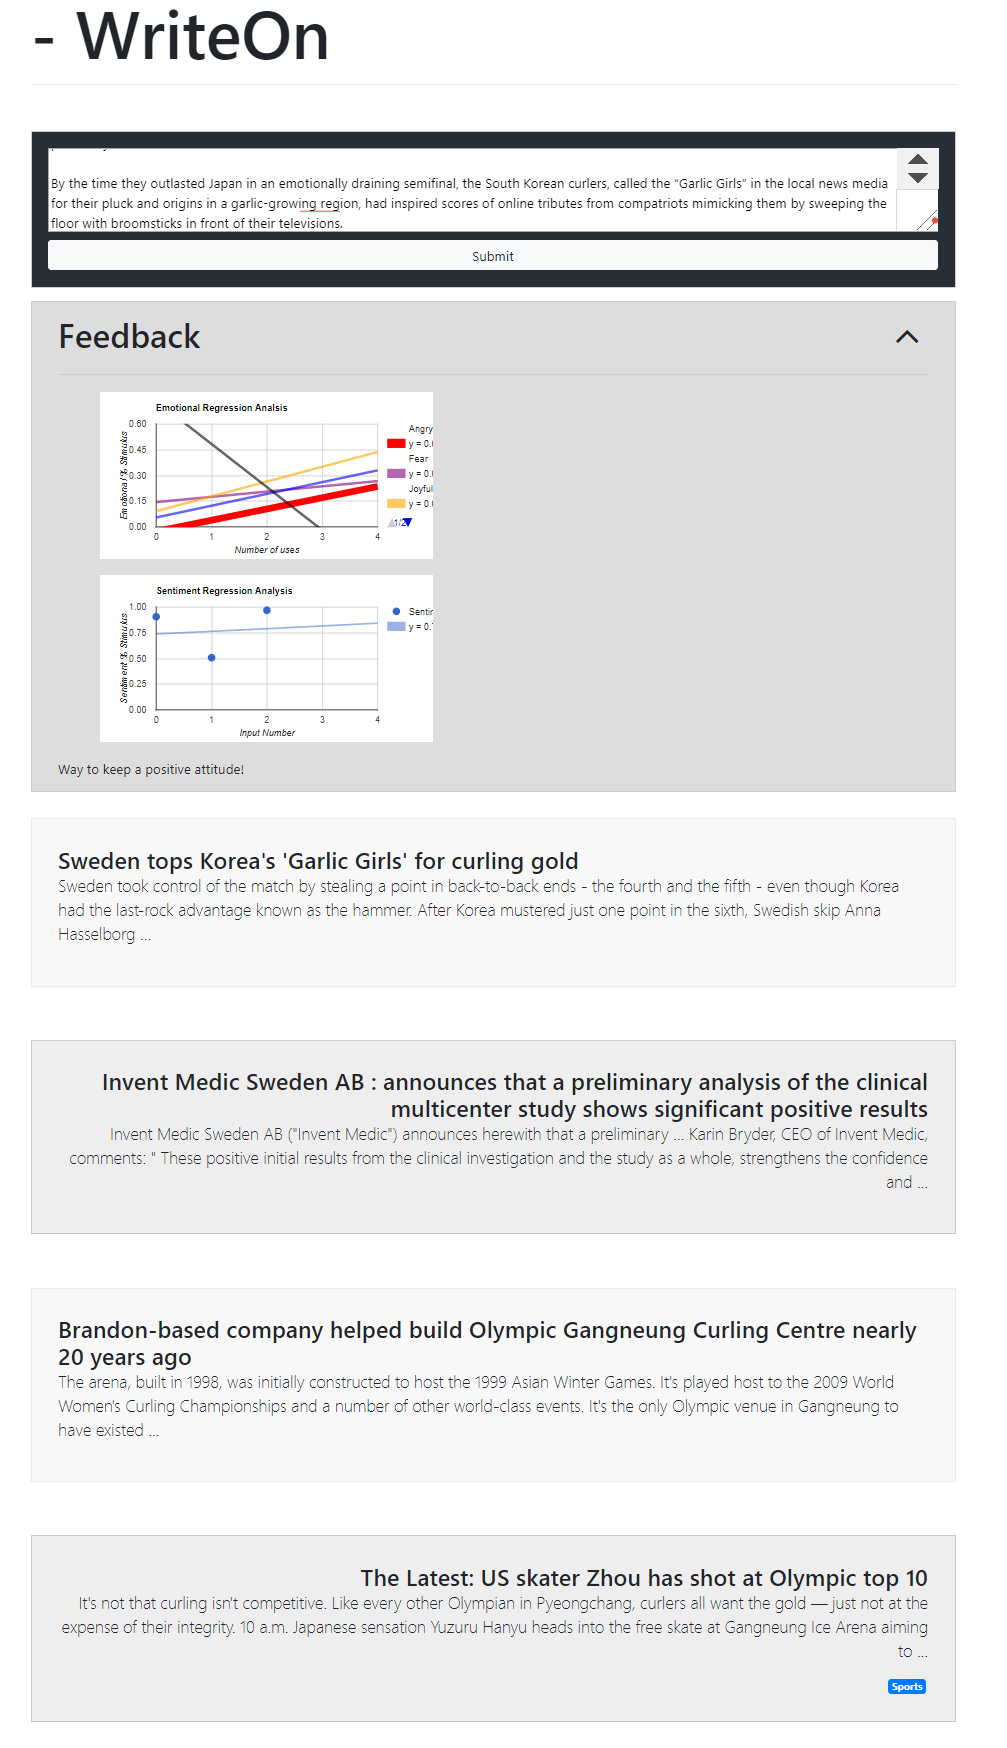 - WriteOn
By the time they outlasted Japan in an emotionally draining semifinal, the South Korean curlers, called the “Garlic Girls” in the local news media
for their pluck and origins in a garlic-growing region, had inspired scores of online tributes from compatriots mimicking them by sweeping the
floor with broomsticks in front of their televisions.
Submit
Feedback
Emotional Regression Analsis
Emotional % Stimulus
0.60
0.45
0.30
0.15
0.00
0 1 2 3 4
Number of uses
Angry
y = 0.
Fear
y = 0.
Joyful
y = 0.
1/2
Sentiment Regression Analysis
Sentiment % Stimulus
1.00
0.75
0.50
0.25
0.00
0 1 2 3 4
Input Number
y = 0.
Way to keep a positive attitude!
Sweden tops Korea's 'Garlic Girls' for curling gold
Sweden took control of the match by stealing a point in back-to-back ends - the fourth and the fifth - even though Korea
had the last-rock advantage known as the hammer. After Korea mustered just one point in the sixth, Swedish skip Anna
Hasselborg ...
Invent Medic Sweden AB : announces that a preliminary analysis of the clinical
multicenter study shows significant positive results
Invent Medic Sweden AB ("Invent Medic") announces herewith that a preliminary ... Karin Bryder, CEO of Invent Medic,
comments: " These positive initial results from the clinical investigation and the study as a whole, strengthens the confidence
and ...
Brandon-based company helped build Olympic Gangneung Curling Centre nearly
20 years ago
The arena, built in 1998, was initially constructed to host the 1999 Asian Winter Games. It's played host to the 2009 World
Women's Curling Championships and a number of other world-class events. It's the only Olympic venue in Gangneung to
have existed ...
The Latest: US skater Zhou has shot at Olympic top 10
It's not that curling isn't competitive. Like every other Olympian in Pyeongchang, curlers all want the gold — just not at the
expense of their integrity. 10 a.m. Japanese sensation Yuzuru Hanyu heads into the free skate at Gangneung Ice Arena aiming
to ...
Sports